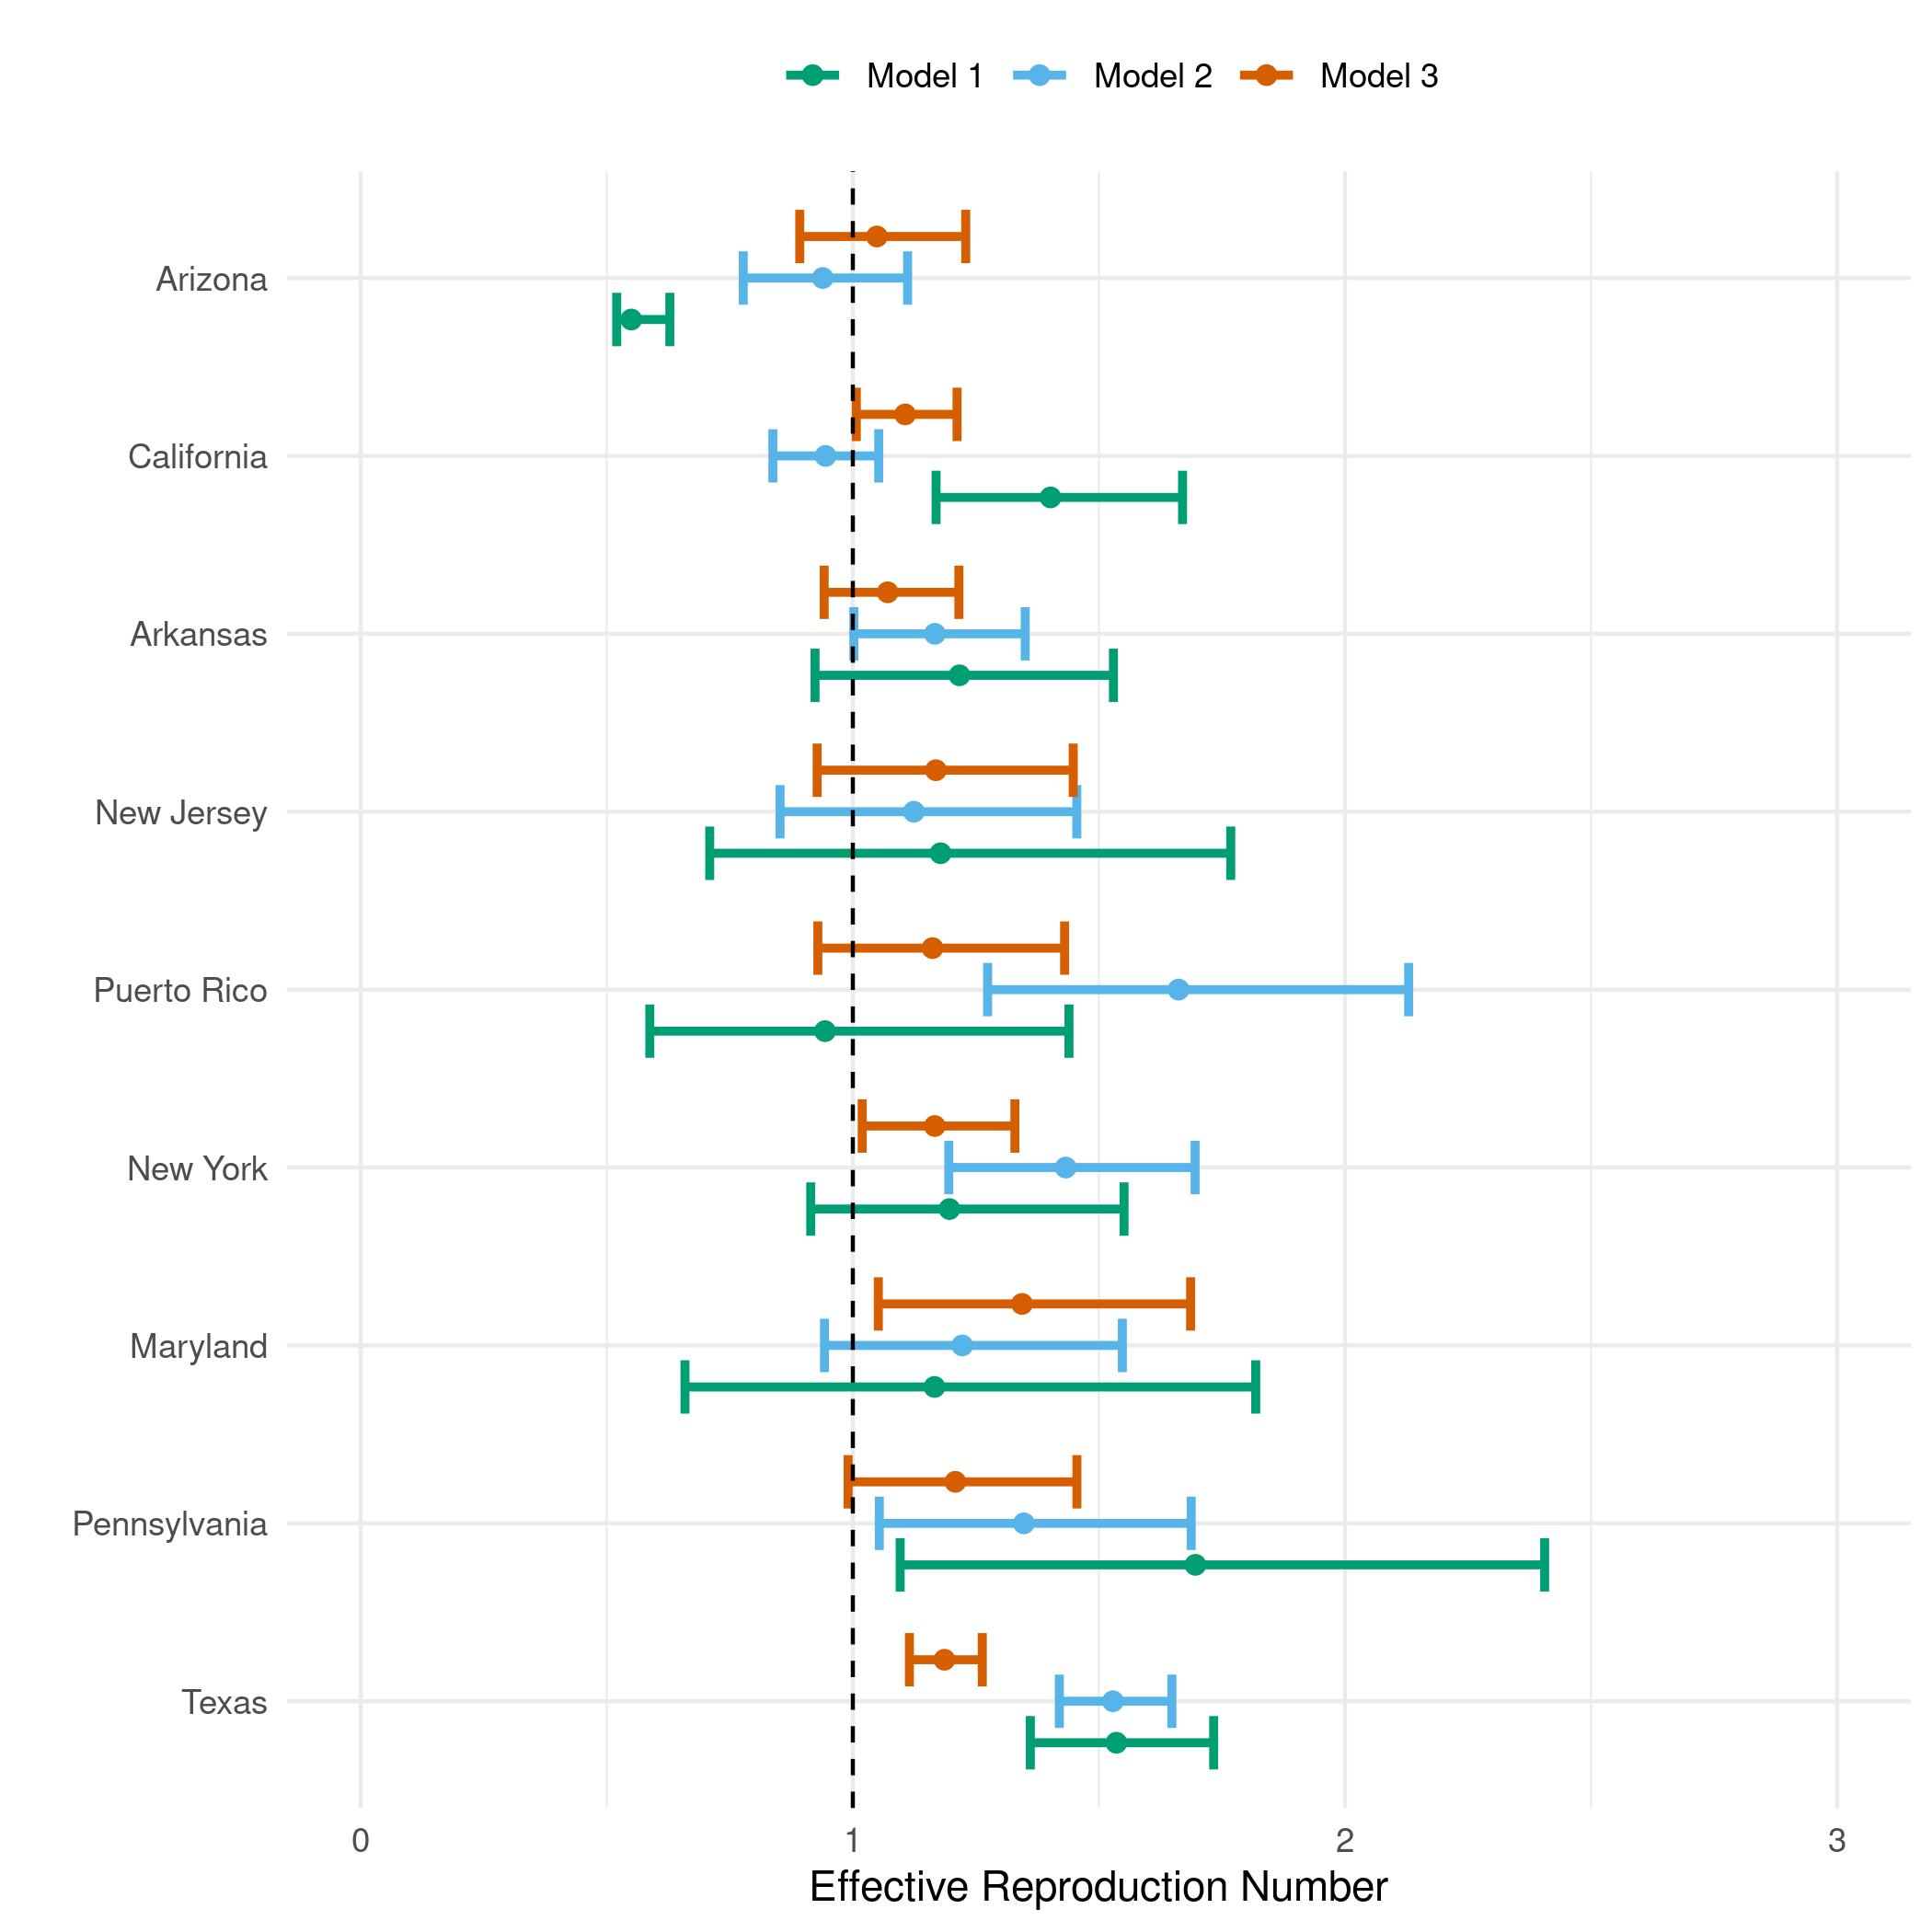 Model 1 Model 2 Model 3
Arizona
California
Arkansas
New Jersey
Puerto Rico
New York
Maryland
Pennsylvania
Texas
0 1 2 3
Effective Reproduction Number